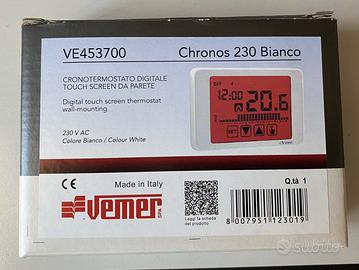 VE453700
Chronos 230 Bianco
CRONOTERMOSTATO DIGITALE
TOUCH SCREEN DA PARETE
Digital touch screen thermostat
wall-mounting
230 V AC
Colore Bianco / Colour White
12:00
20.6
SET
CE
Made in Italy
Vemer
SPA
Leggi la scheda
del prodotto
Q.tà 1
8 007951 123019
Subito.it